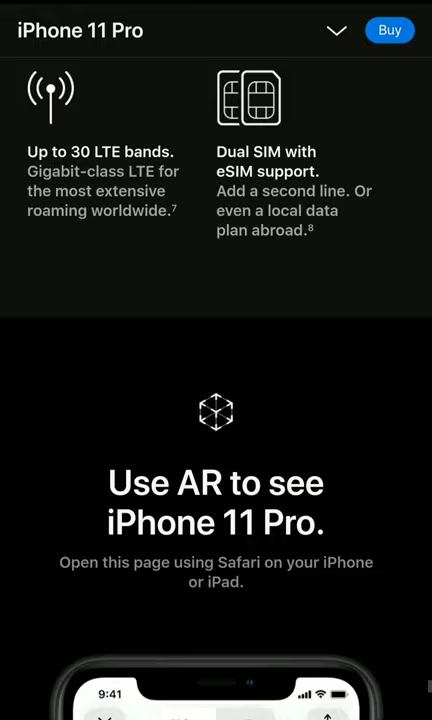 iPhone 11 Pro
Buy
Up to 30 LTE bands.
Gigabit-class LTE for
the most extensive
roaming worldwide.⁷
Dual SIM with
eSIM support.
Add a second line. Or
even a local data
plan abroad.⁸
Use AR to see
iPhone 11 Pro.
Open this page using Safari on your iPhone
or iPad.
9:41